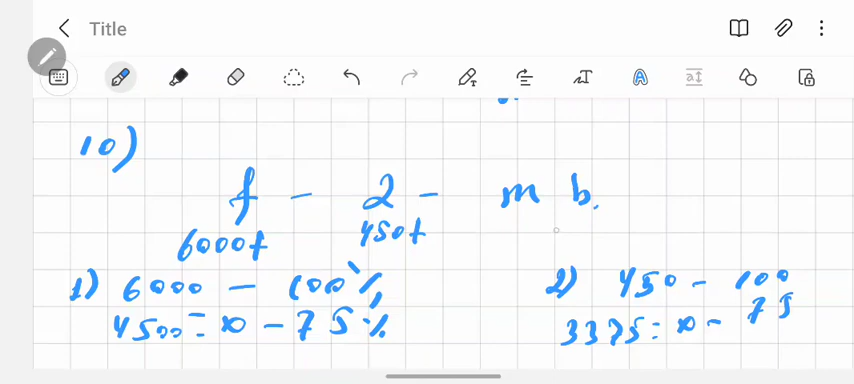 Title
10)
f - 2 - m b.
6000t 450t
1) 6000 - 100% 2) 450 - 100
4500 = x - 75% 3375 = x - 75